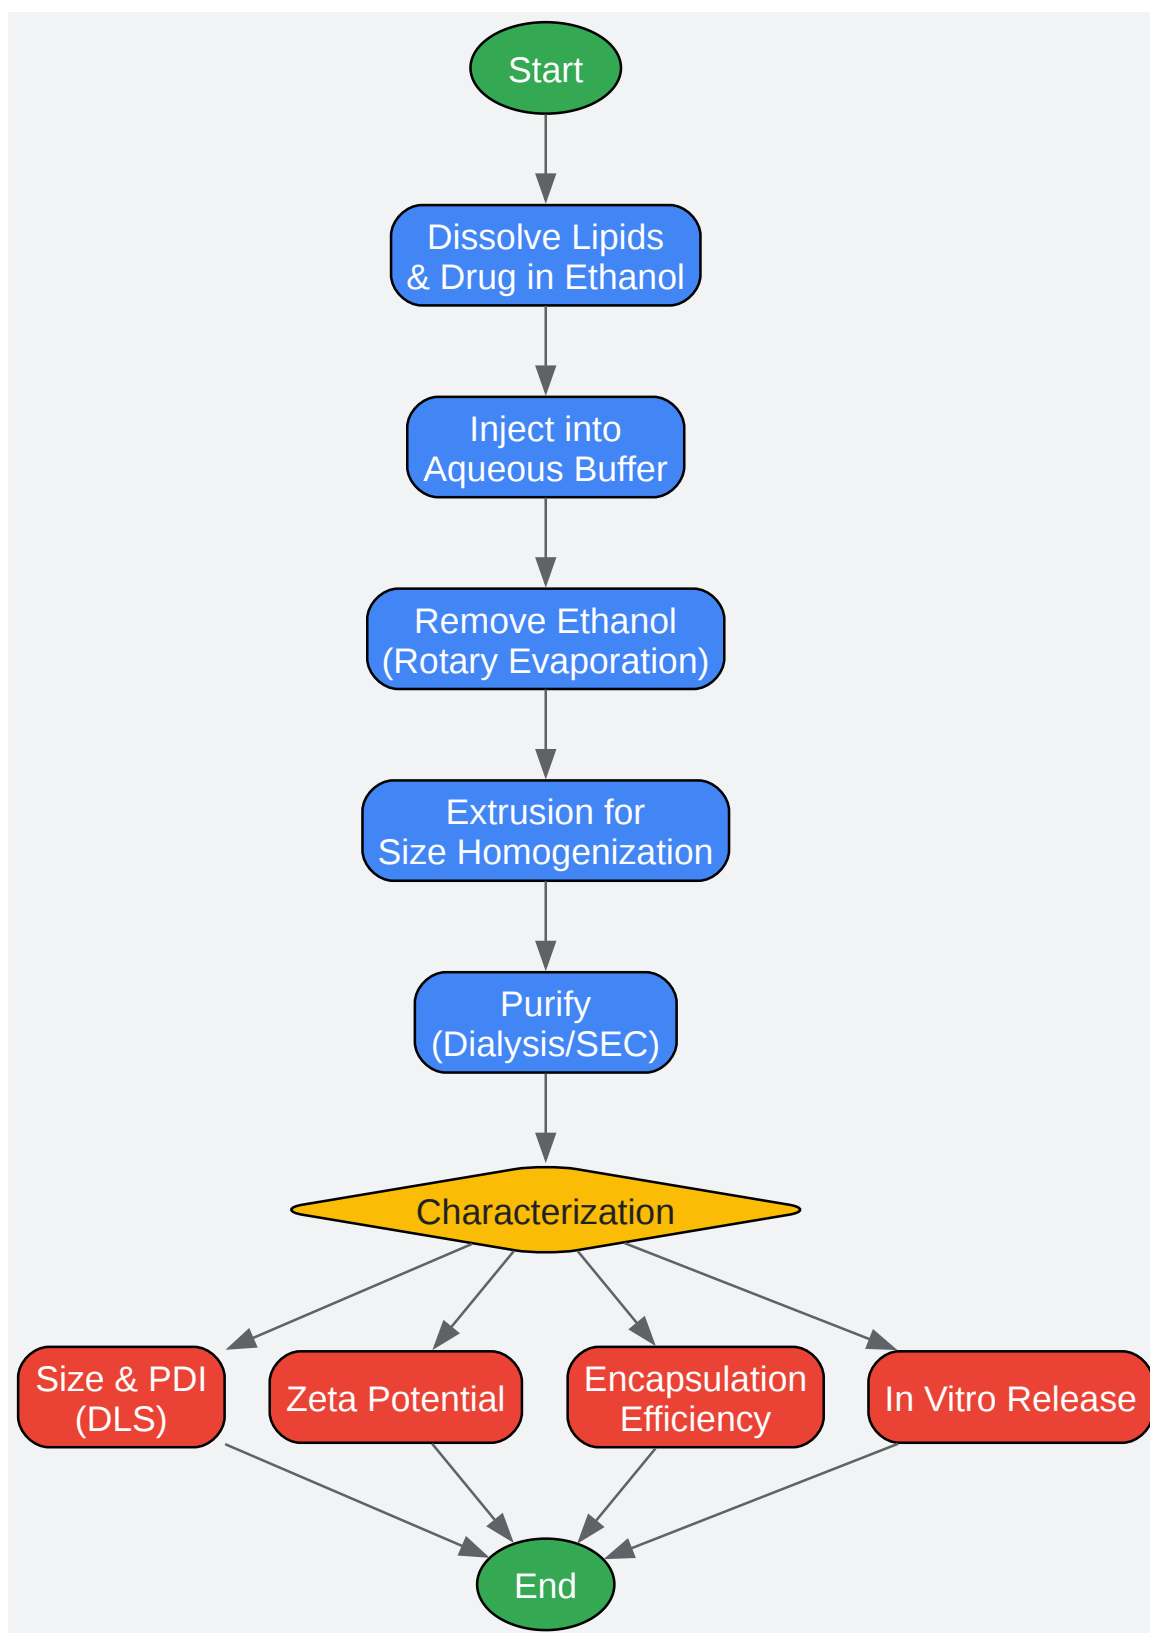 Start
Dissolve Lipids
& Drug in Ethanol
Inject into
Aqueous Buffer
Remove Ethanol
(Rotary Evaporation)
Extrusion for
Size Homogenization
Purify
(Dialysis/SEC)
Characterization
Size & PDI
(DLS)
Zeta Potential
Encapsulation
Efficiency
In Vitro Release
End